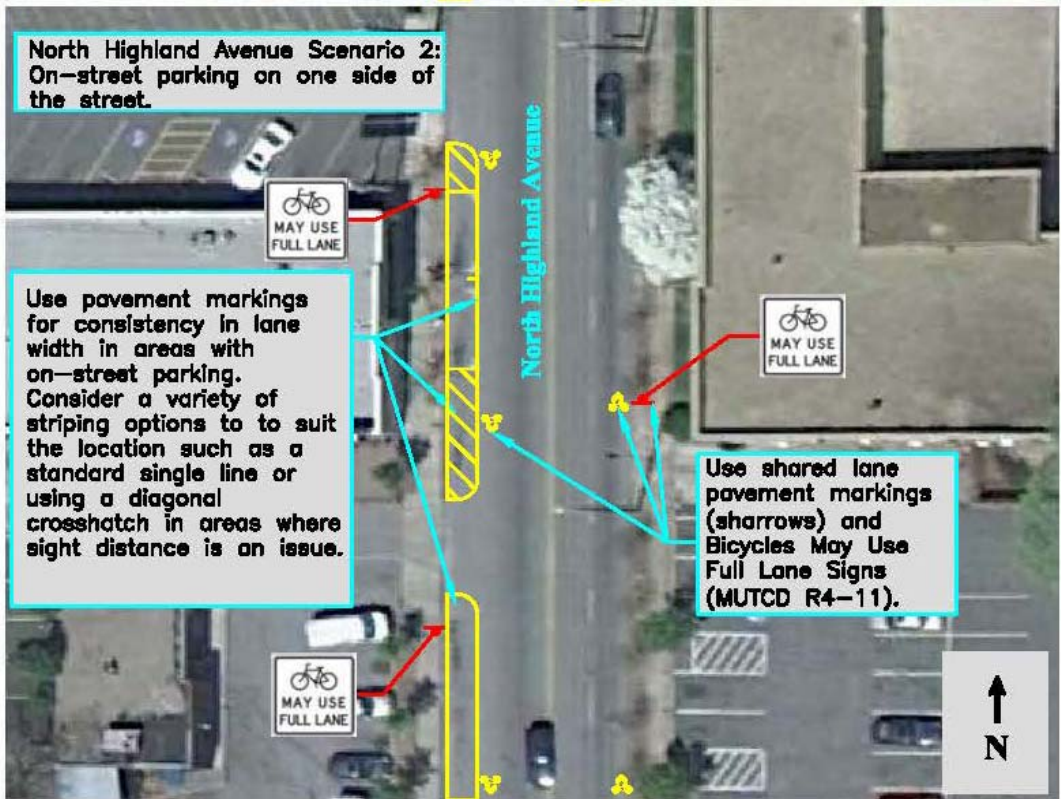 North Highland Avenue Scenario 2:
On-street parking on one side of
the street.
North Highland Avenue
MAY USE
FULL LANE
Use pavement markings
for consistency in lane
width in areas with
on-street parking.
Consider a variety of
striping options to to suit
the location such as a
standard single line or
using a diagonal
crosshatch in areas where
sight distance is an issue.
MAY USE
FULL LANE
Use shared lane
pavement markings
(sharrows) and
Bicycles May Use
Full Lane Signs
(MUTCD R4-11).
MAY USE
FULL LANE
N